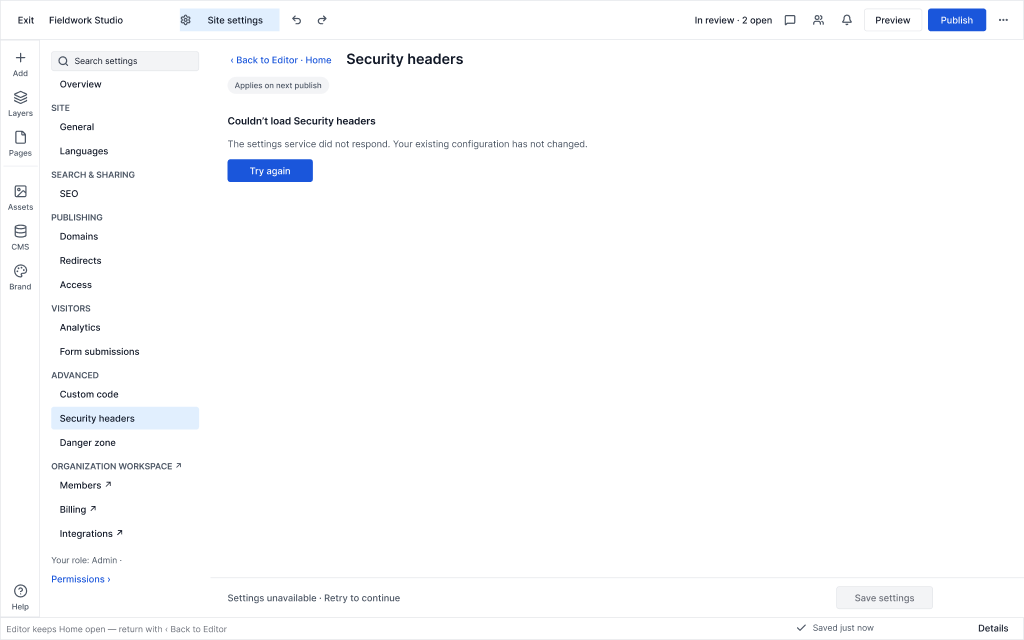 Exit
Fieldwork Studio
Site settings
In review · 2 open
Preview
Publish
Add
Layers
Pages
Assets
CMS
Brand
Help
Search settings
Overview
SITE
General
Languages
SEARCH & SHARING
SEO
PUBLISHING
Domains
Redirects
Access
VISITORS
Analytics
Form submissions
ADVANCED
Custom code
Security headers
Danger zone
ORGANIZATION WORKSPACE ↗
Members ↗
Billing ↗
Integrations ↗
Your role: Admin ·
Permissions ›
‹ Back to Editor · Home
Security headers
Applies on next publish
Couldn't load Security headers
The settings service did not respond. Your existing configuration has not changed.
Try again
Settings unavailable · Retry to continue
Save settings
Editor keeps Home open — return with ‹ Back to Editor
Saved just now
Details